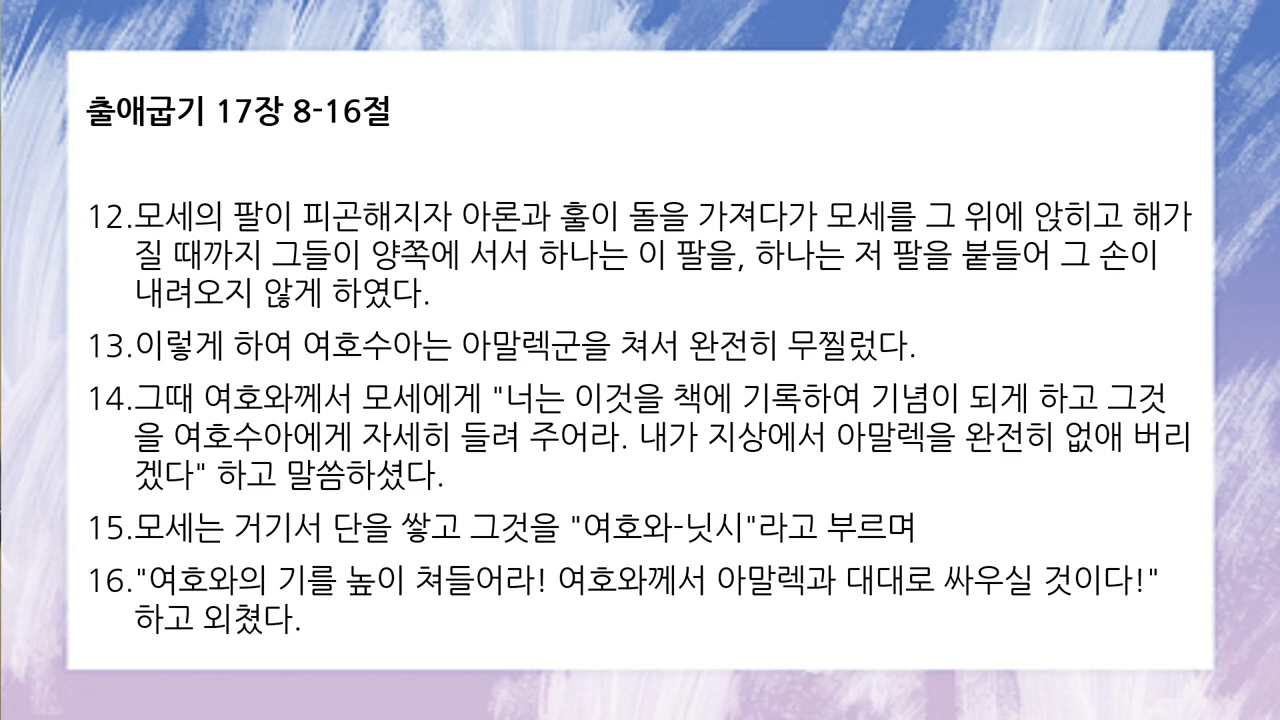 출애굽기 17장 8-16절
12.모세의 팔이 피곤해지자 아론과 훌이 돌을 가져다가 모세를 그 위에 앉히고 해가
질 때까지 그들이 양쪽에 서서 하나는 이 팔을, 하나는 저 팔을 붙들어 그 손이
내려오지 않게 하였다.
13.이렇게 하여 여호수아는 아말렉군을 쳐서 완전히 무찔렀다.
14.그때 여호와께서 모세에게 "너는 이것을 책에 기록하여 기념이 되게 하고 그것
을 여호수아에게 자세히 들려 주어라. 내가 지상에서 아말렉을 완전히 없애 버리
겠다" 하고 말씀하셨다.
15.모세는 거기서 단을 쌓고 그것을 "여호와-닛시"라고 부르며
16."여호와의 기를 높이 쳐들어라! 여호와께서 아말렉과 대대로 싸우실 것이다!"
하고 외쳤다.